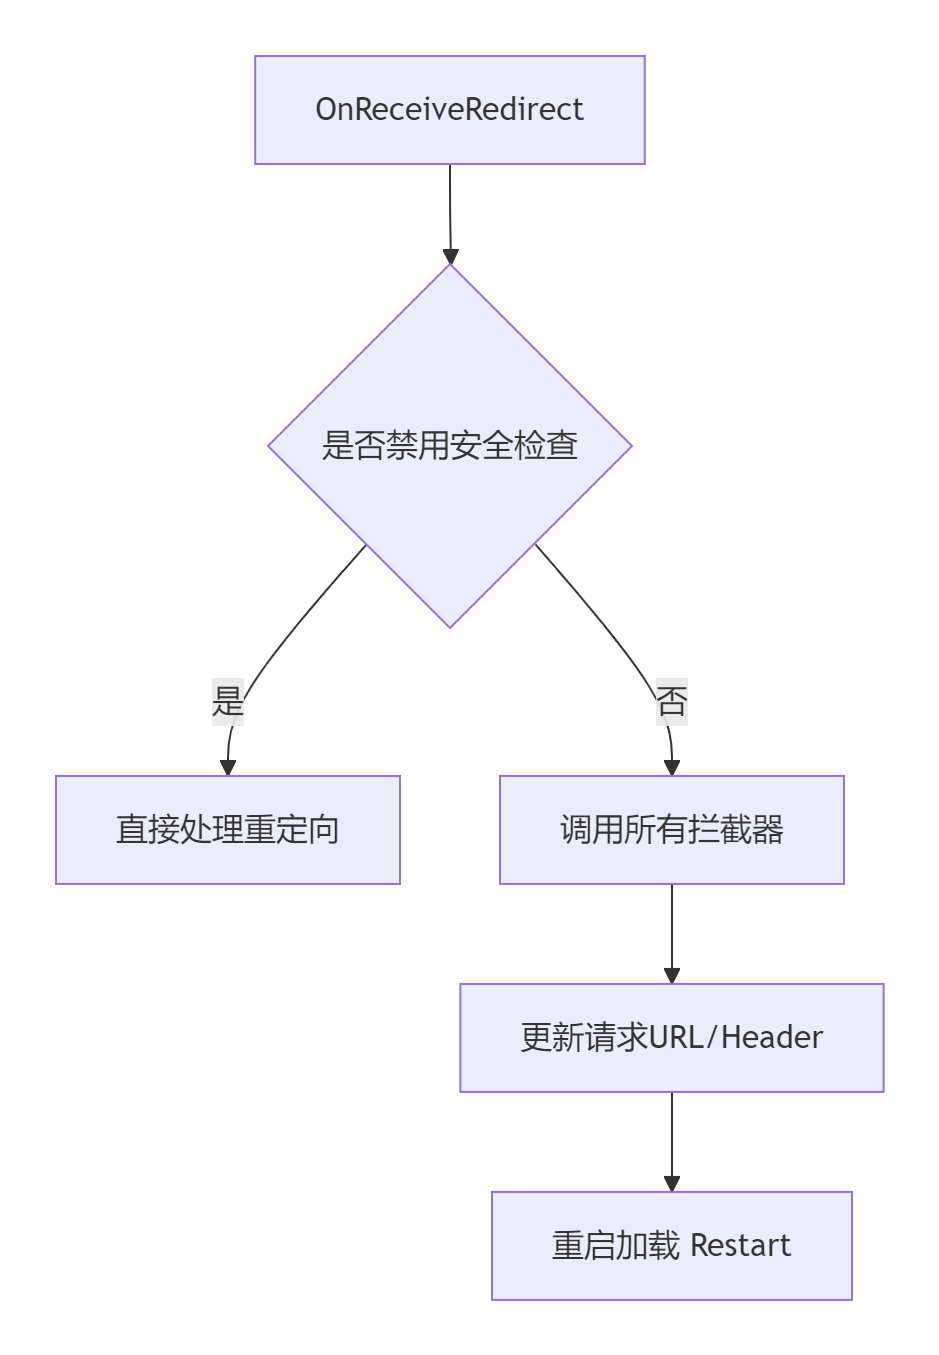 OnReceiveRedirect
是否禁用安全检查
是
否
直接处理重定向
调用所有拦截器
更新请求URL/Header
重启加载 Restart